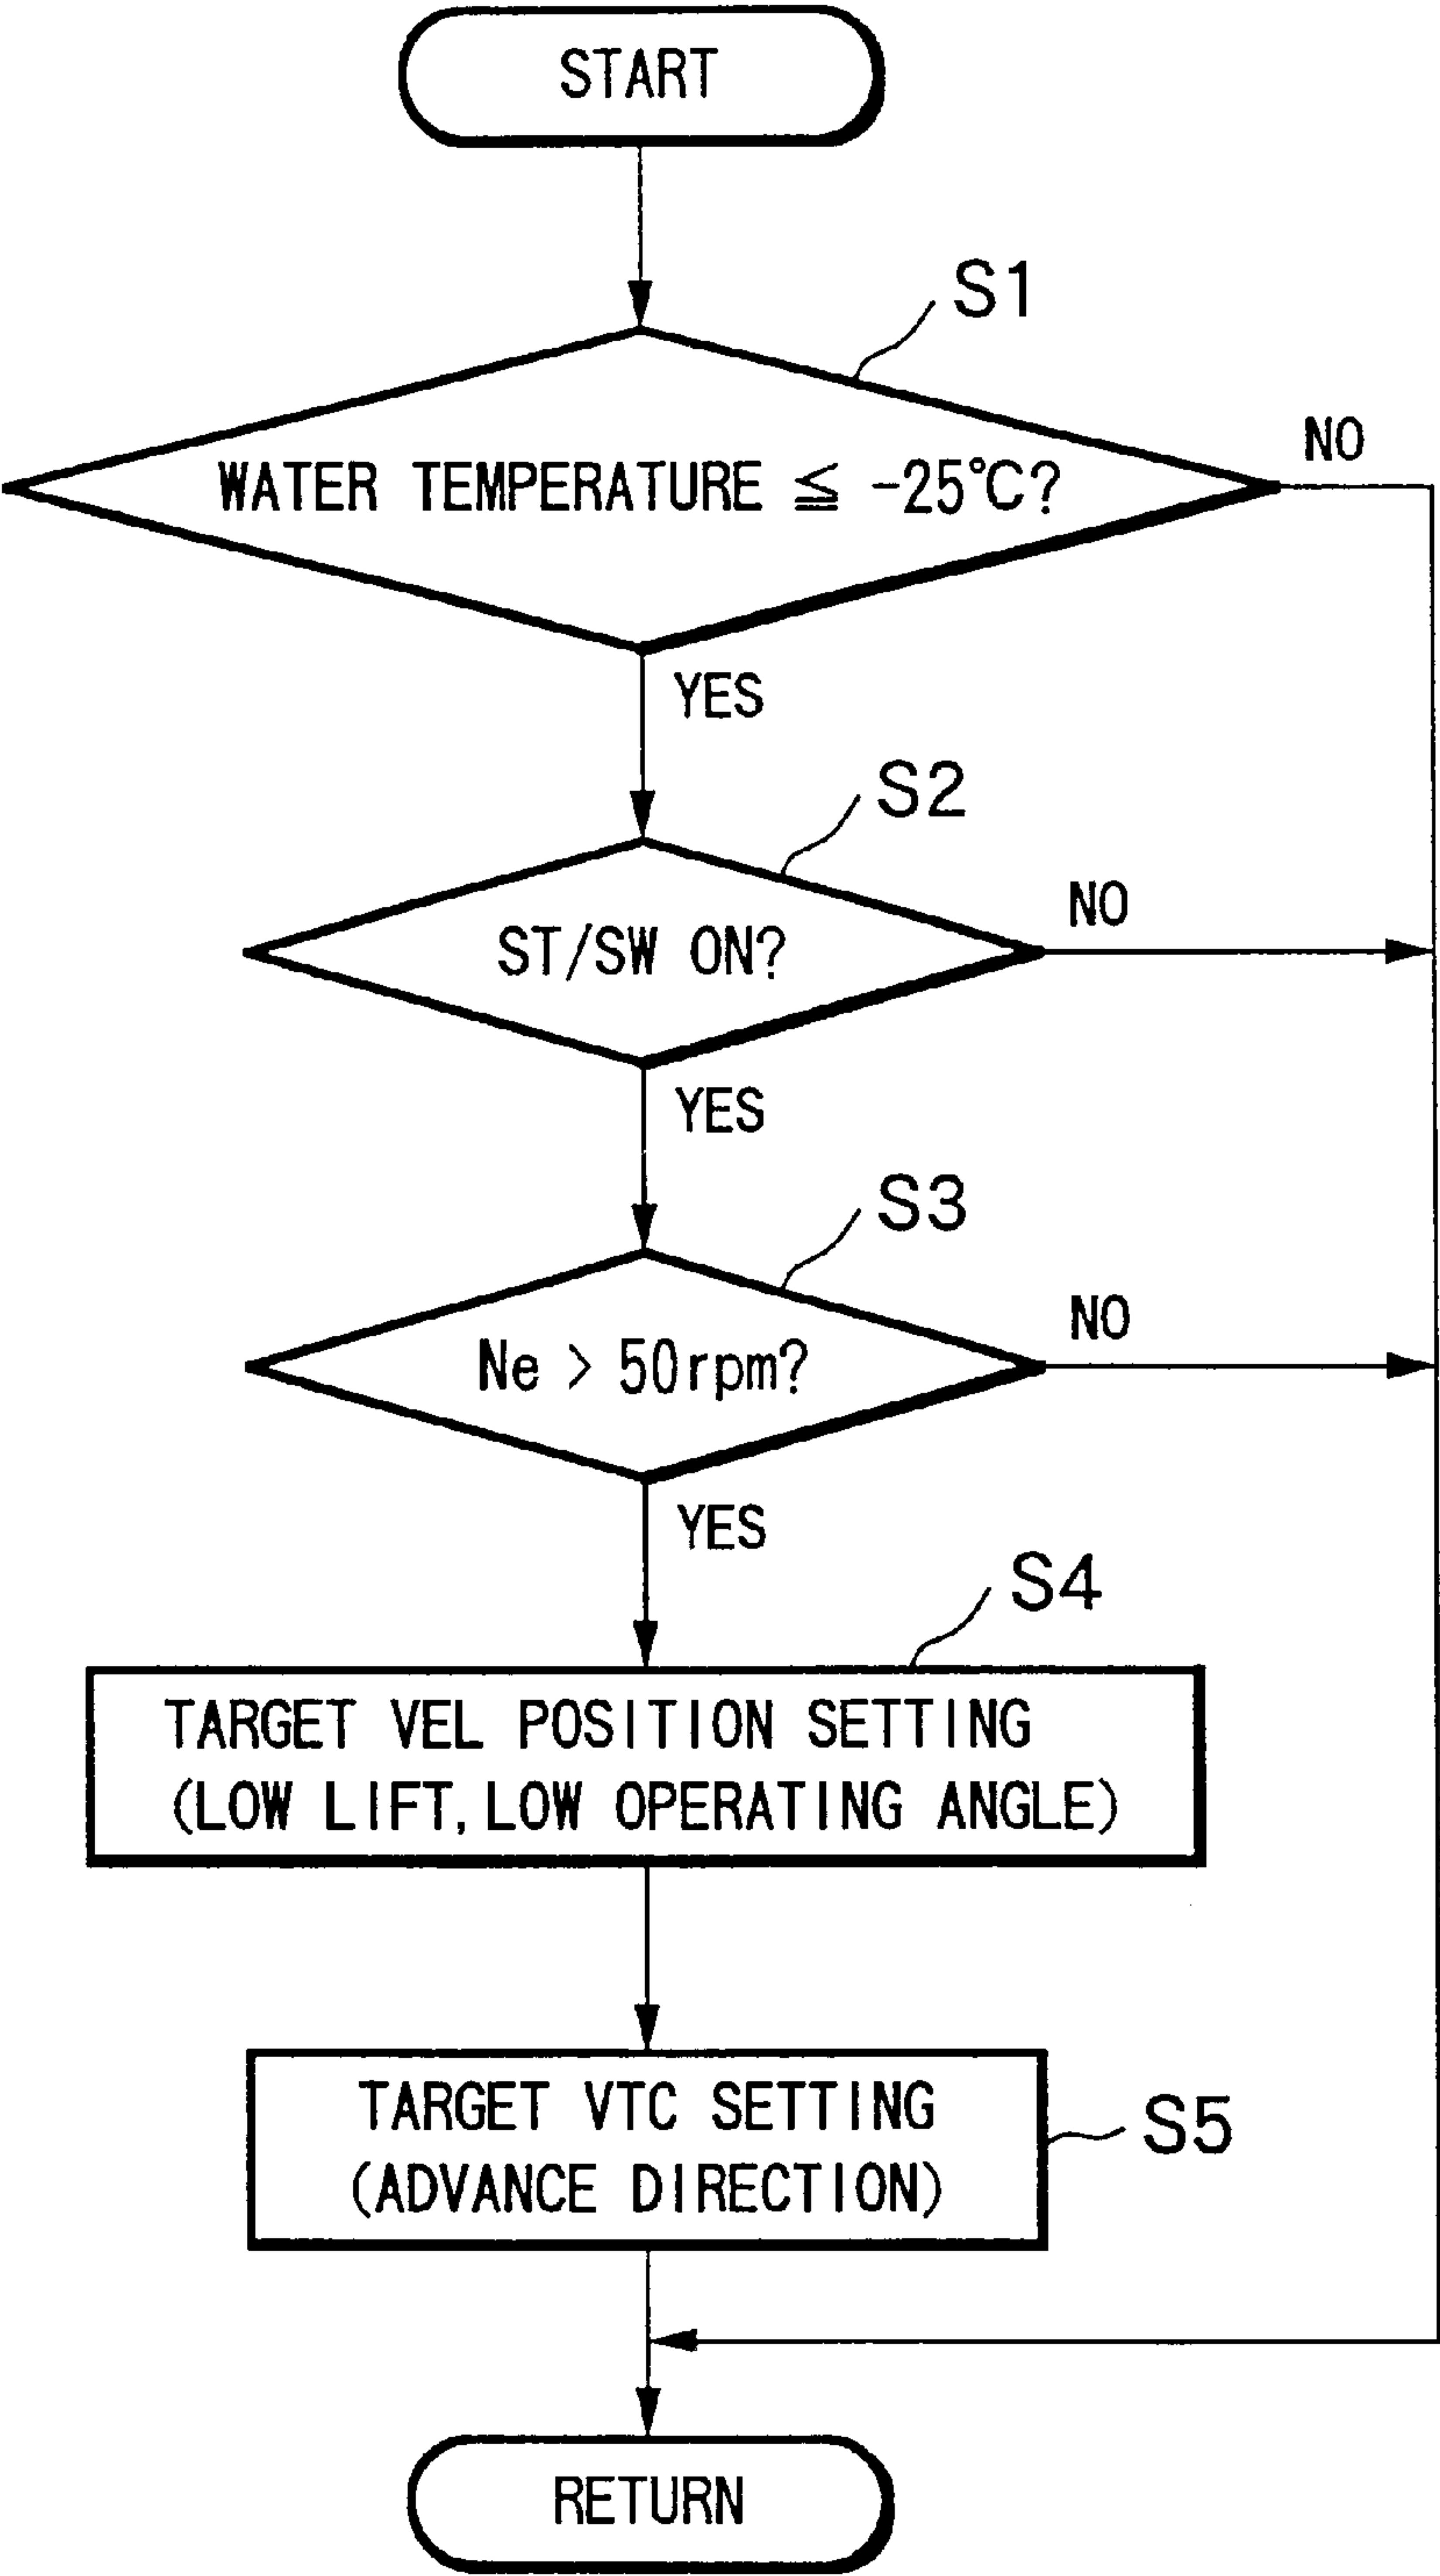 START
S1
NO
WATER TEMPERATURE ≦ -25°C?
YES
S2
NO
ST/SW ON?
YES
S3
NO
Ne > 50rpm?
YES
S4
TARGET VEL POSITION SETTING
(LOW LIFT, LOW OPERATING ANGLE)
TARGET VTC SETTING
S5
(ADVANCE DIRECTION)
RETURN